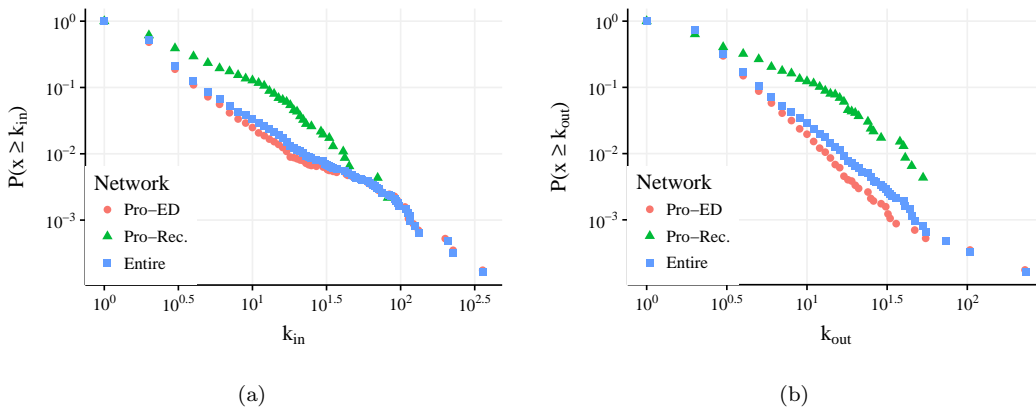 P(x ≥ k_in)
10^0
10^-1
10^-2
10^-3
Network
Pro−ED
Pro−Rec.
Entire
10^0 10^0.5 10^1 10^1.5 10^2 10^2.5
k_in
(a)
P(x ≥ k_out)
10^0
10^-1
10^-2
10^-3
Network
Pro−ED
Pro−Rec.
Entire
10^0 10^0.5 10^1 10^1.5 10^2
k_out
(b)